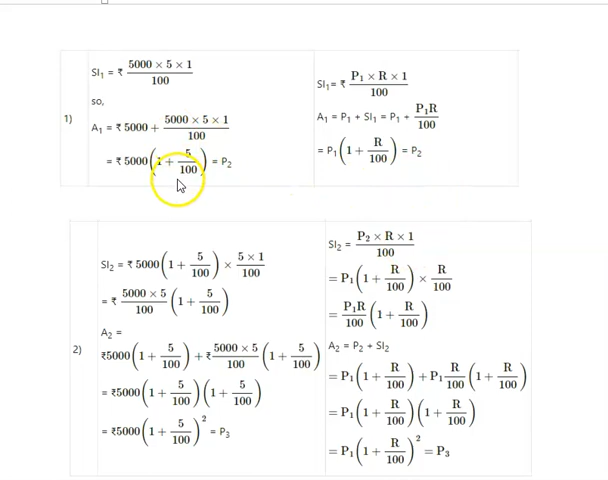 1)
SI₁ = ₹ (5000 × 5 × 1)/100
so,
A₁ = ₹ 5000 + (5000 × 5 × 1)/100
= ₹ 5000(1 + 5/100) = P₂
SI₁ = ₹ (P₁ × R × 1)/100
A₁ = P₁ + SI₁ = P₁ + P₁R/100
= P₁(1 + R/100) = P₂
2)
SI₂ = ₹ 5000(1 + 5/100) × (5 × 1)/100
= ₹ (5000 × 5)/100 (1 + 5/100)
A₂ =
₹5000(1 + 5/100) + ₹(5000 × 5)/100 (1 + 5/100)
= ₹5000(1 + 5/100)(1 + 5/100)
= ₹5000(1 + 5/100)² = P₃
SI₂ = (P₂ × R × 1)/100
= P₁(1 + R/100) × R/100
= P₁R/100 (1 + R/100)
A₂ = P₂ + SI₂
= P₁(1 + R/100) + P₁ R/100 (1 + R/100)
= P₁(1 + R/100)(1 + R/100)
= P₁(1 + R/100)² = P₃